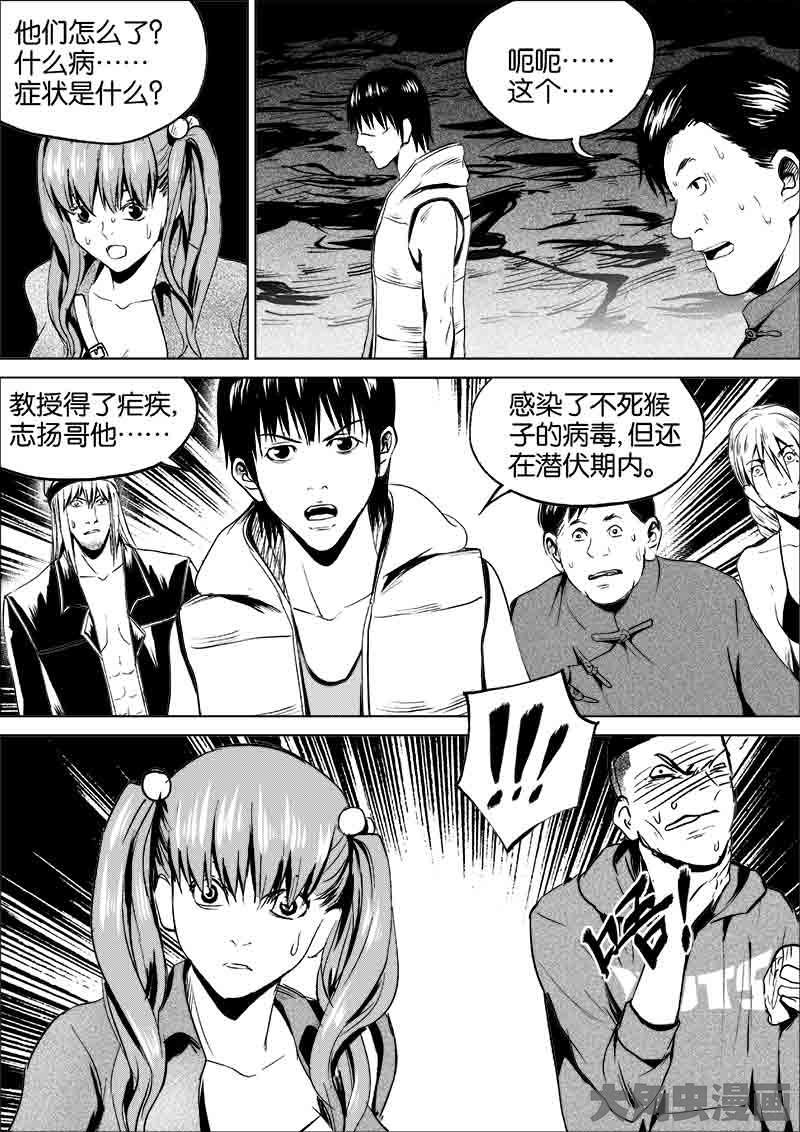 他们怎么了?
什么病……
症状是什么?
呃呃……
这个……
教授得了疟疾,
志扬哥他……
感染了不死猴
子的病毒,但还
在潜伏期内。
!!!
唔!
大角虫漫画